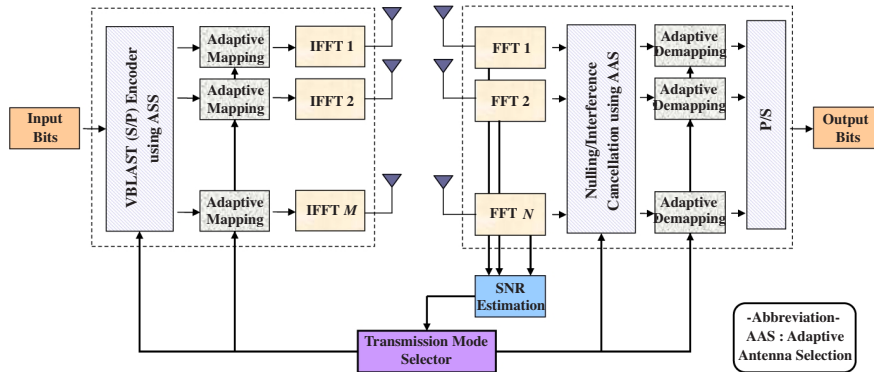 Input
Bits
VBLAST (S/P) Encoder
using ASS
Adaptive
Mapping
IFFT 1
Adaptive
Mapping
IFFT 2
Adaptive
Mapping
IFFT M
FFT 1
FFT 2
FFT N
Nulling/Interference
Cancellation using AAS
Adaptive
Demapping
Adaptive
Demapping
Adaptive
Demapping
P/S
Output
Bits
SNR
Estimation
Transmission Mode
Selector
-Abbreviation-
AAS : Adaptive
Antenna Selection